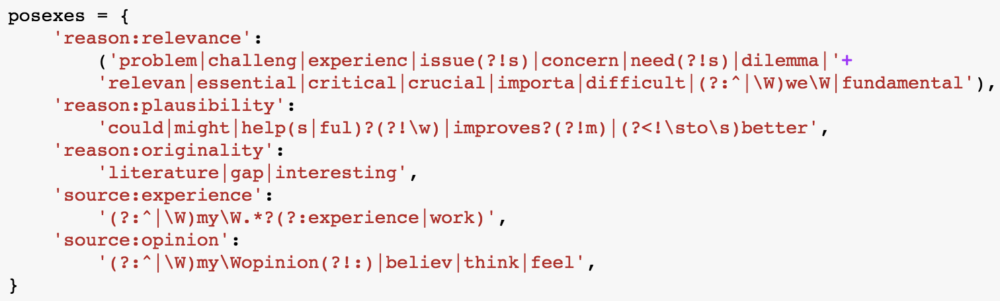 posexes = {
    'reason:relevance':
        ('problem|challeng|experienc|issue(?!s)|concern|need(?!s)|dilemma|'+
        'relevan|essential|critical|crucial|importa|difficult|(?:^|\W)we\W|fundamental'),
    'reason:plausibility':
        'could|might|help(s|ful)?(?!\w)|improves?(?!m)|(?<!\sto\s)better',
    'reason:originality':
        'literature|gap|interesting',
    'source:experience':
        '(?:^|\W)my\W.*?(?:experience|work)',
    'source:opinion':
        '(?:^|\W)my\Wopinion(?!:)|believ|think|feel',
}